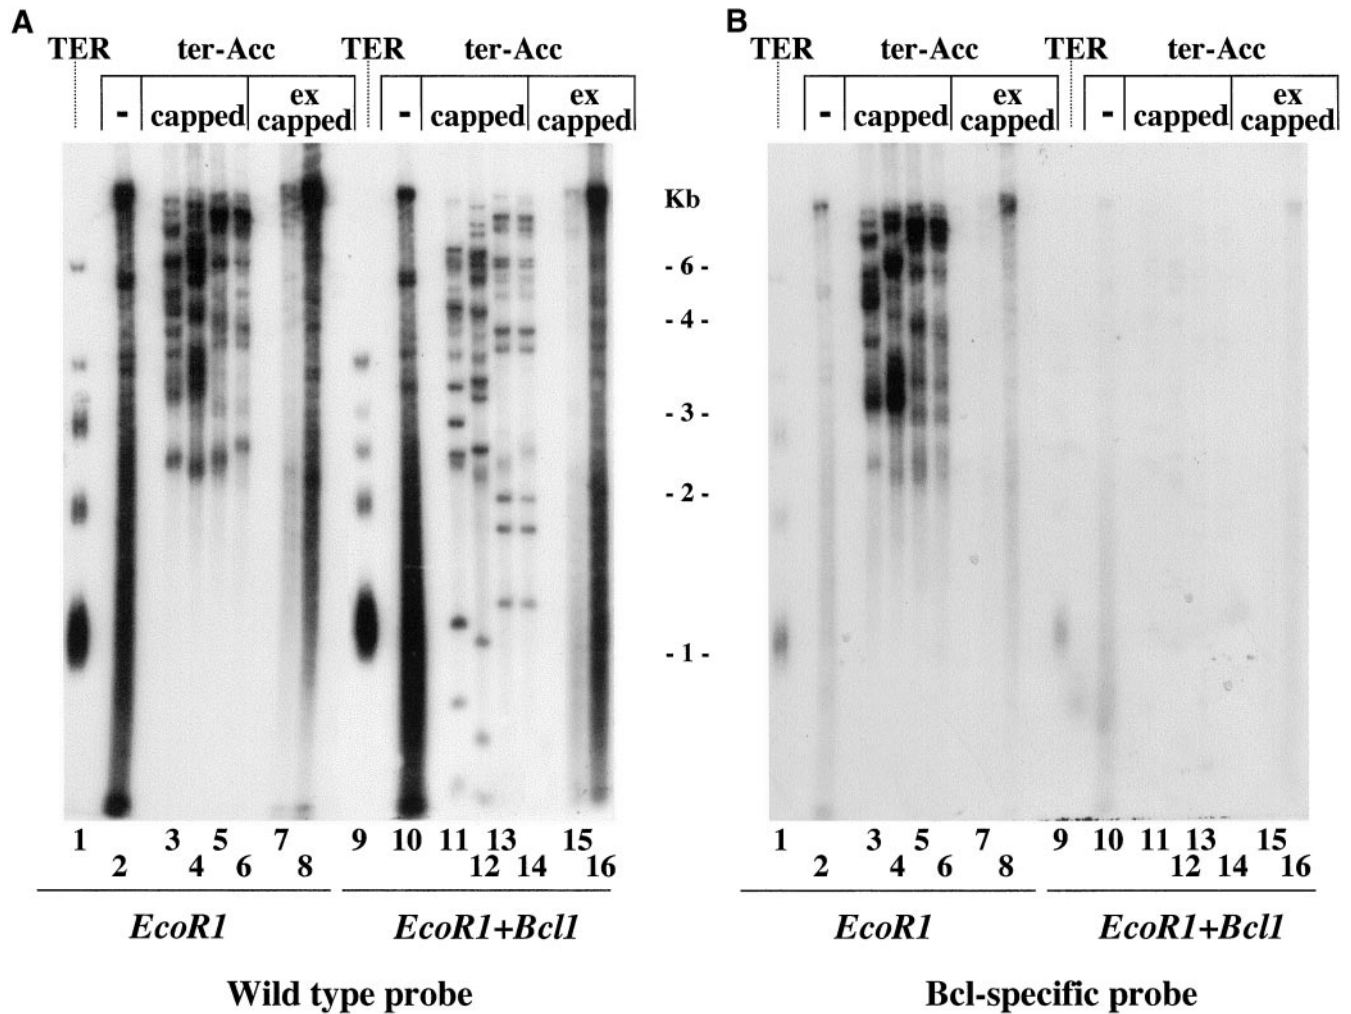 A B
TER ter-Acc TER ter-Acc TER ter-Acc TER ter-Acc
- capped ex capped - capped ex capped - capped ex capped - capped ex capped
Kb
- 6 -
- 4 -
- 3 -
- 2 -
- 1 -
1 3 5 7 9 11 13 15 1 3 5 7 9 10 11 13 15
2 4 6 8 10 12 14 16 2 4 6 8 12 14 16
EcoR1 EcoR1+Bcl1 EcoR1 EcoR1+Bcl1
Wild type probe Bcl-specific probe